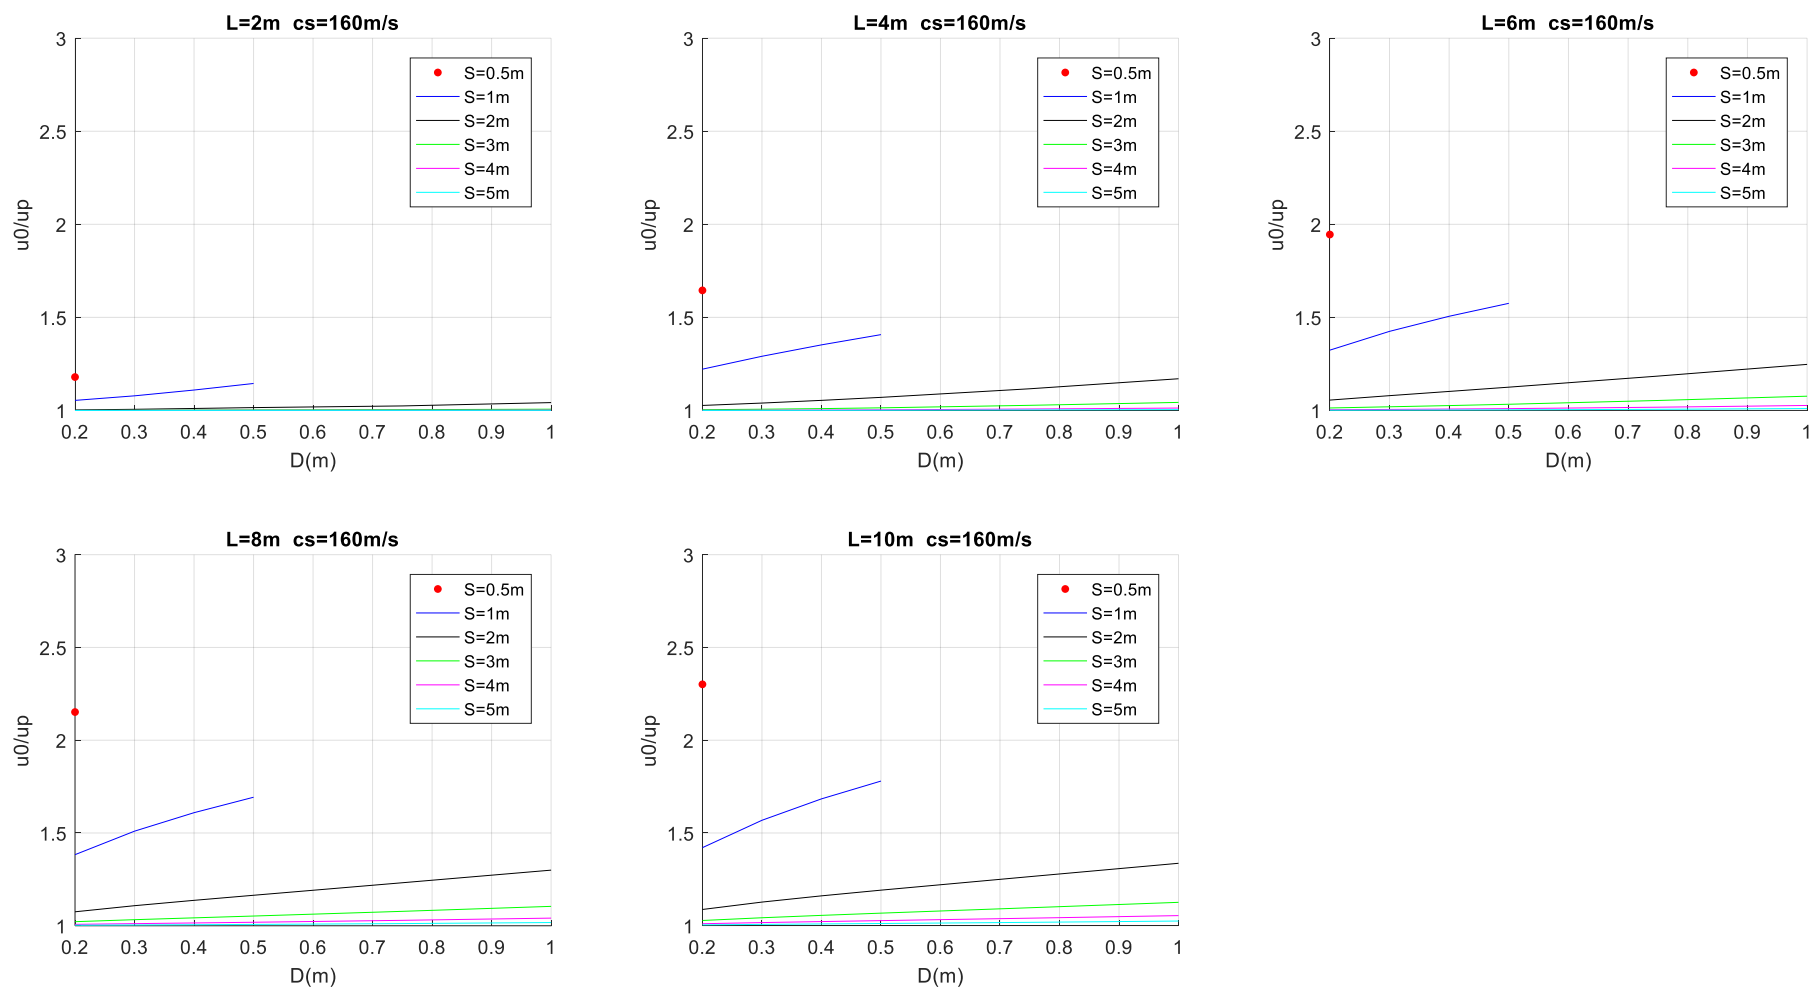 L=2m  cs=160m/s
3
2.5
2
1.5
1
u0/up
0.2 0.3 0.4 0.5 0.6 0.7 0.8 0.9 1
D(m)
S=0.5m
S=1m
S=2m
S=3m
S=4m
S=5m
L=4m  cs=160m/s
3
2.5
2
1.5
1
u0/up
0.2 0.3 0.4 0.5 0.6 0.7 0.8 0.9 1
D(m)
S=0.5m
S=1m
S=2m
S=3m
S=4m
S=5m
L=6m  cs=160m/s
3
2.5
2
1.5
1
u0/up
0.2 0.3 0.4 0.5 0.6 0.7 0.8 0.9 1
D(m)
S=0.5m
S=1m
S=2m
S=3m
S=4m
S=5m
L=8m  cs=160m/s
3
2.5
2
1.5
1
u0/up
0.2 0.3 0.4 0.5 0.6 0.7 0.8 0.9 1
D(m)
S=0.5m
S=1m
S=2m
S=3m
S=4m
S=5m
L=10m  cs=160m/s
3
2.5
2
1.5
1
u0/up
0.2 0.3 0.4 0.5 0.6 0.7 0.8 0.9 1
D(m)
S=0.5m
S=1m
S=2m
S=3m
S=4m
S=5m